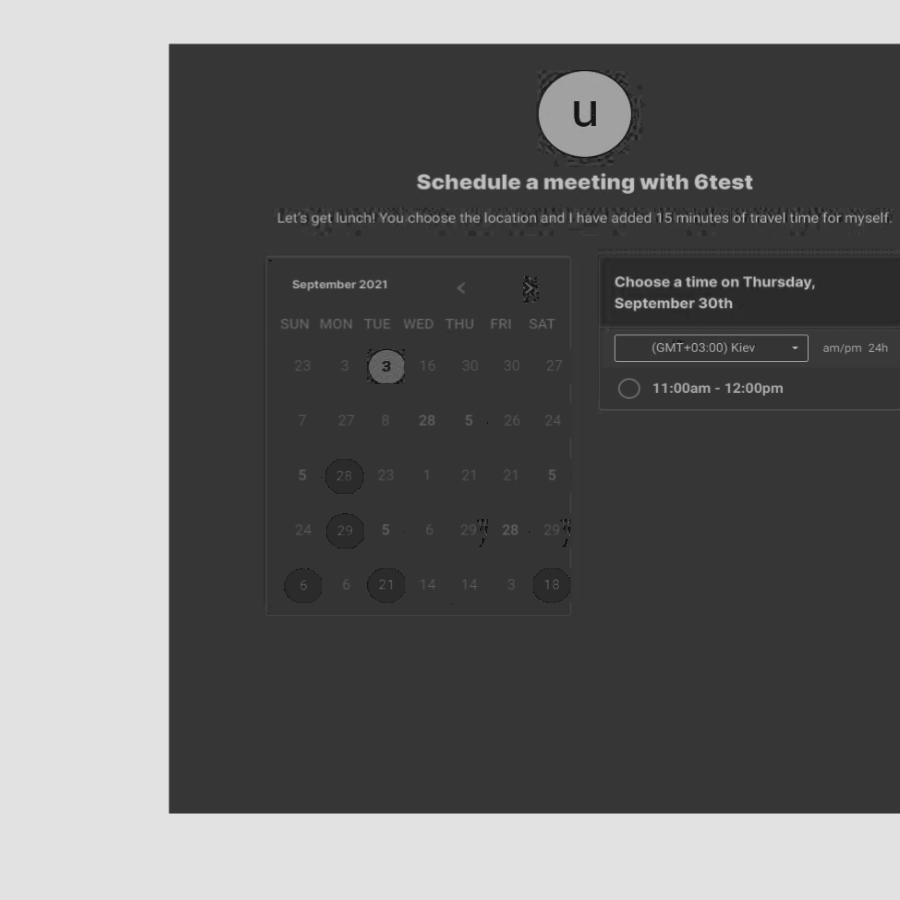 u
Schedule a meeting with 6test
Let's get lunch! You choose the location and I have added 15 minutes of travel time for myself.
September 2021 < >
SUN MON TUE WED THU FRI SAT
23 3 3 16 30 30 27
7 27 8 28 5 26 24
5 28 23 1 21 21 5
24 29 5 6 29 28 29
6 6 21 14 14 3 18
Choose a time on Thursday,
September 30th
(GMT+03:00) Kiev am/pm 24h
11:00am - 12:00pm